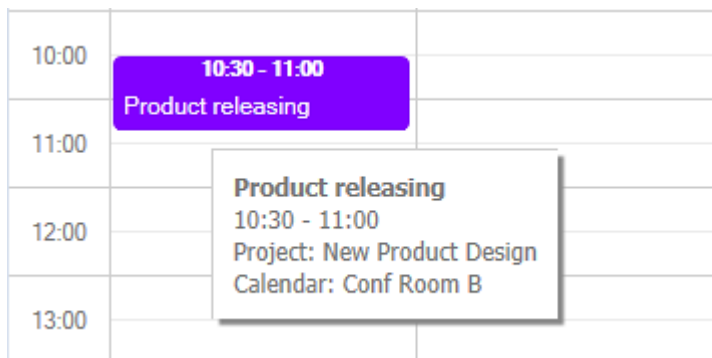 10:00
10:30 - 11:00
Product releasing
11:00
Product releasing
10:30 - 11:00
Project: New Product Design
12:00
Calendar: Conf Room B
13:00